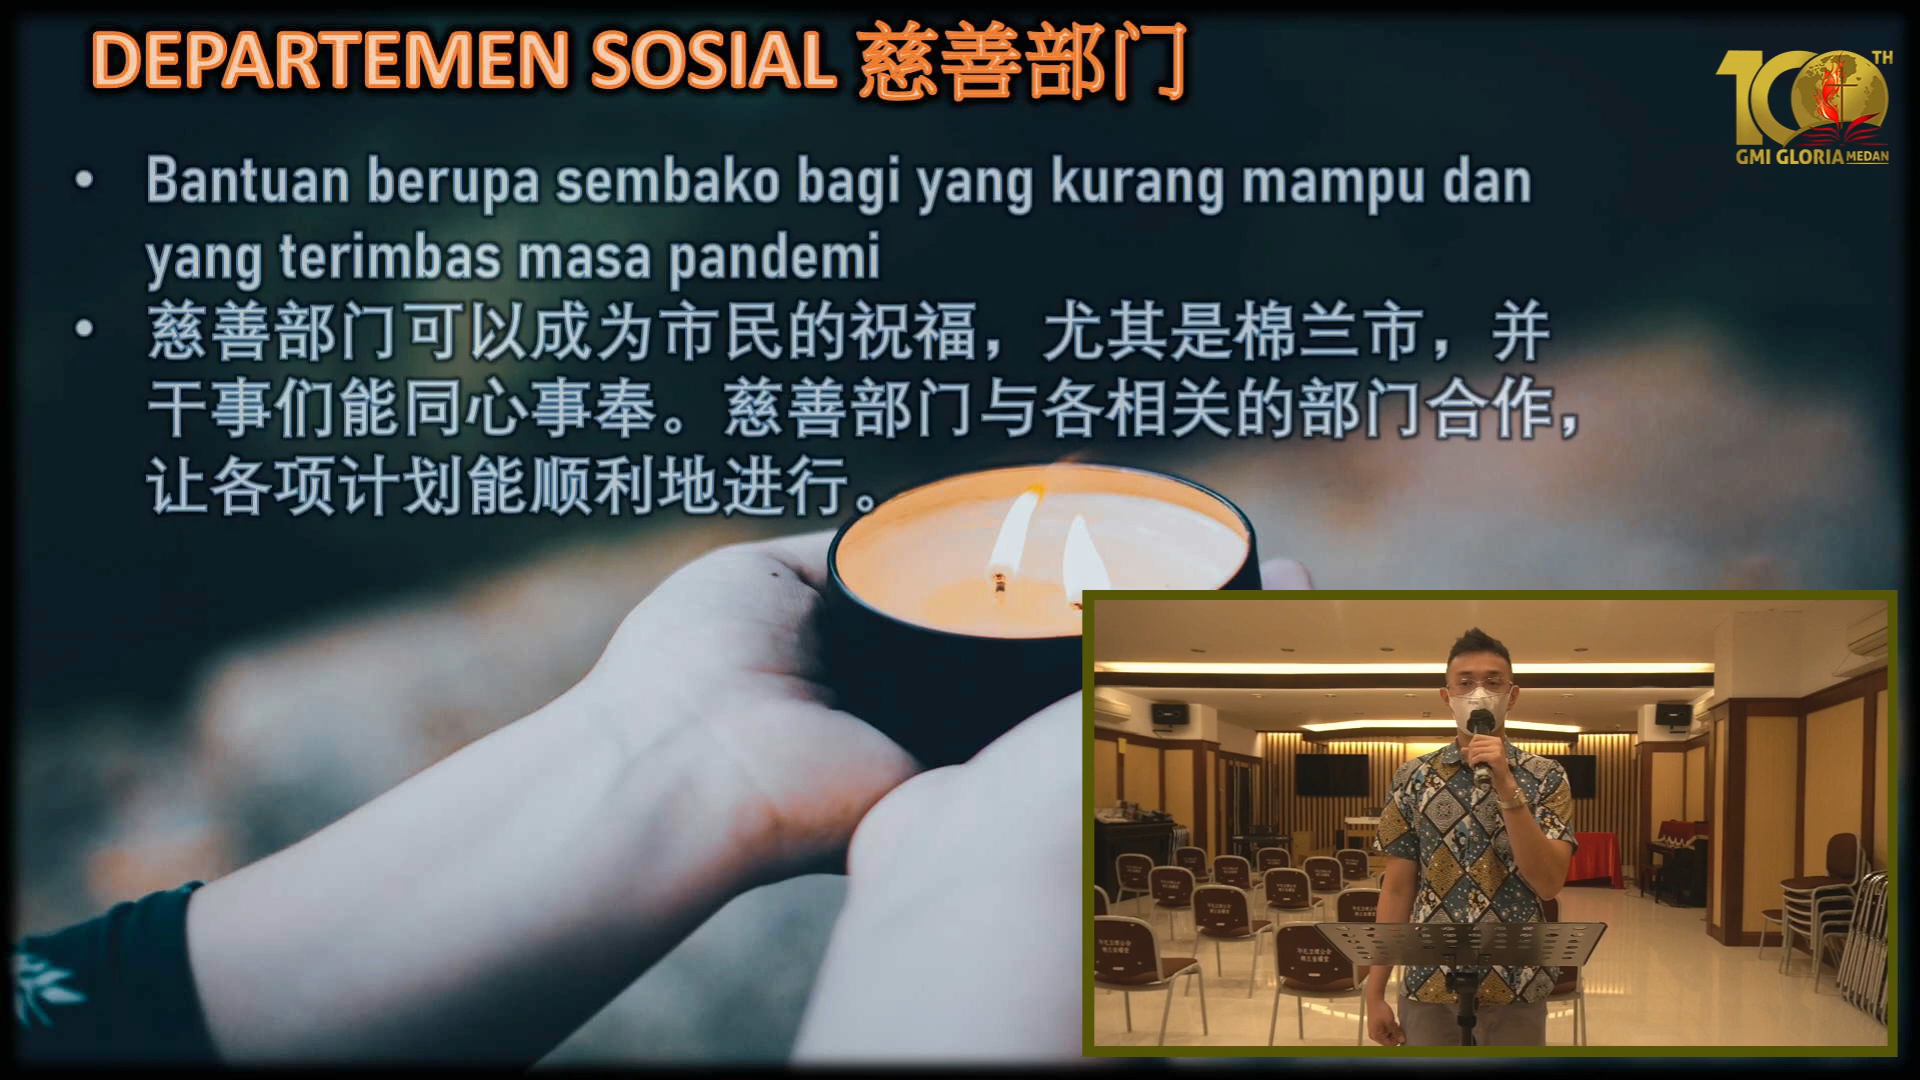 DEPARTEMEN SOSIAL 慈善部门
100TH
GMI GLORIA MEDAN
• Bantuan berupa sembako bagi yang kurang mampu dan
yang terimbas masa pandemi
• 慈善部门可以成为市民的祝福，尤其是棉兰市，并
干事们能同心事奉。慈善部门与各相关的部门合作，
让各项计划能顺利地进行。